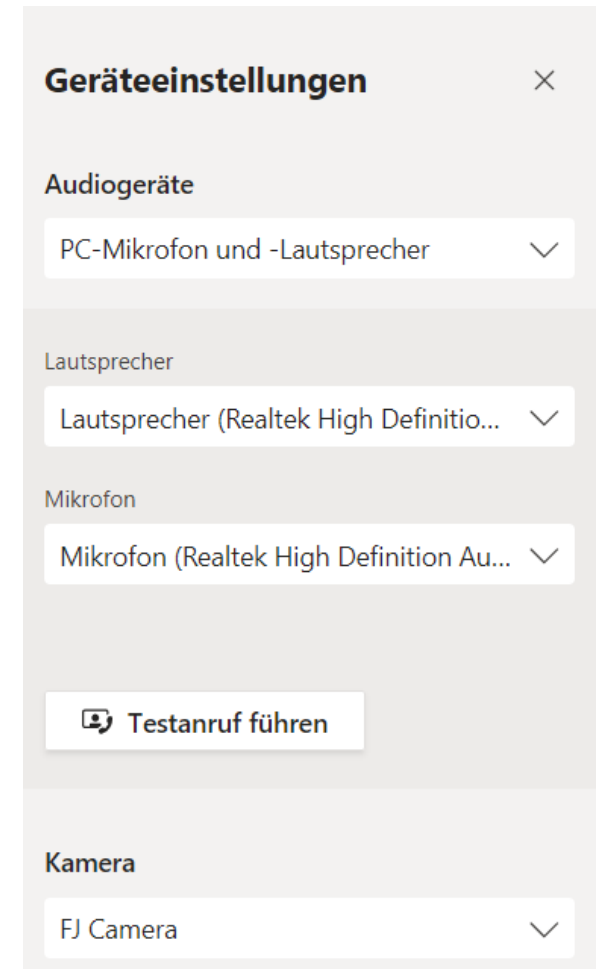 Geräteeinstellungen
Audiogeräte
PC-Mikrofon und -Lautsprecher
Lautsprecher
Lautsprecher (Realtek High Definitio...
Mikrofon
Mikrofon (Realtek High Definition Au...
Testanruf führen
Kamera
FJ Camera